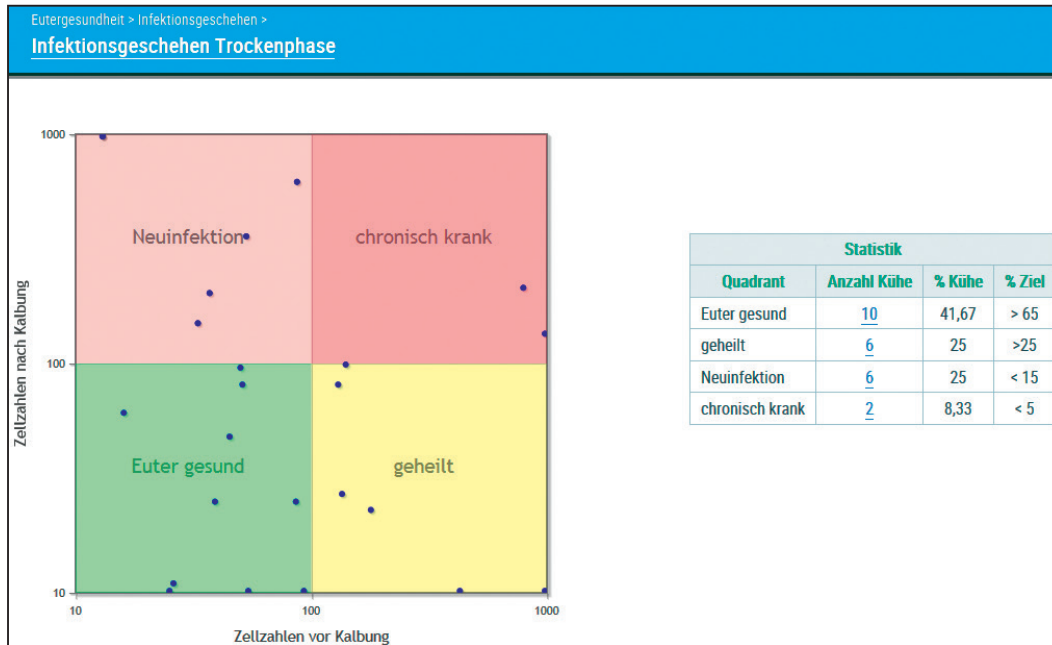 Eutergesundheit > Infektionsgeschehen >
Infektionsgeschehen Trockenphase
1000
Neuinfektion
chronisch krank
Zellzahlen nach Kalbung
100
Euter gesund
geheilt
10
10
100
1000
Zellzahlen vor Kalbung
Statistik
Quadrant Anzahl Kühe % Kühe % Ziel
Euter gesund 10 41,67 > 65
geheilt 6 25 >25
Neuinfektion 6 25 < 15
chronisch krank 2 8,33 < 5